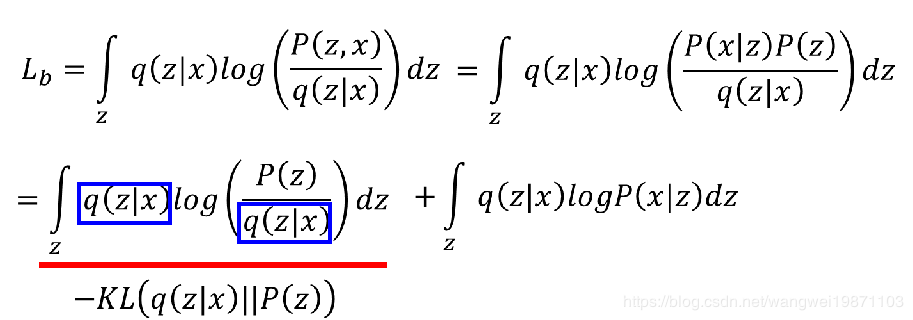 L_b = ∫_z q(z|x)log(P(z,x)/q(z|x))dz = ∫_z q(z|x)log(P(x|z)P(z)/q(z|x))dz
= ∫_z q(z|x)log(P(z)/q(z|x))dz + ∫_z q(z|x)logP(x|z)dz
−KL(q(z|x)||P(z))
https://blog.csdn.net/wangwei19871103